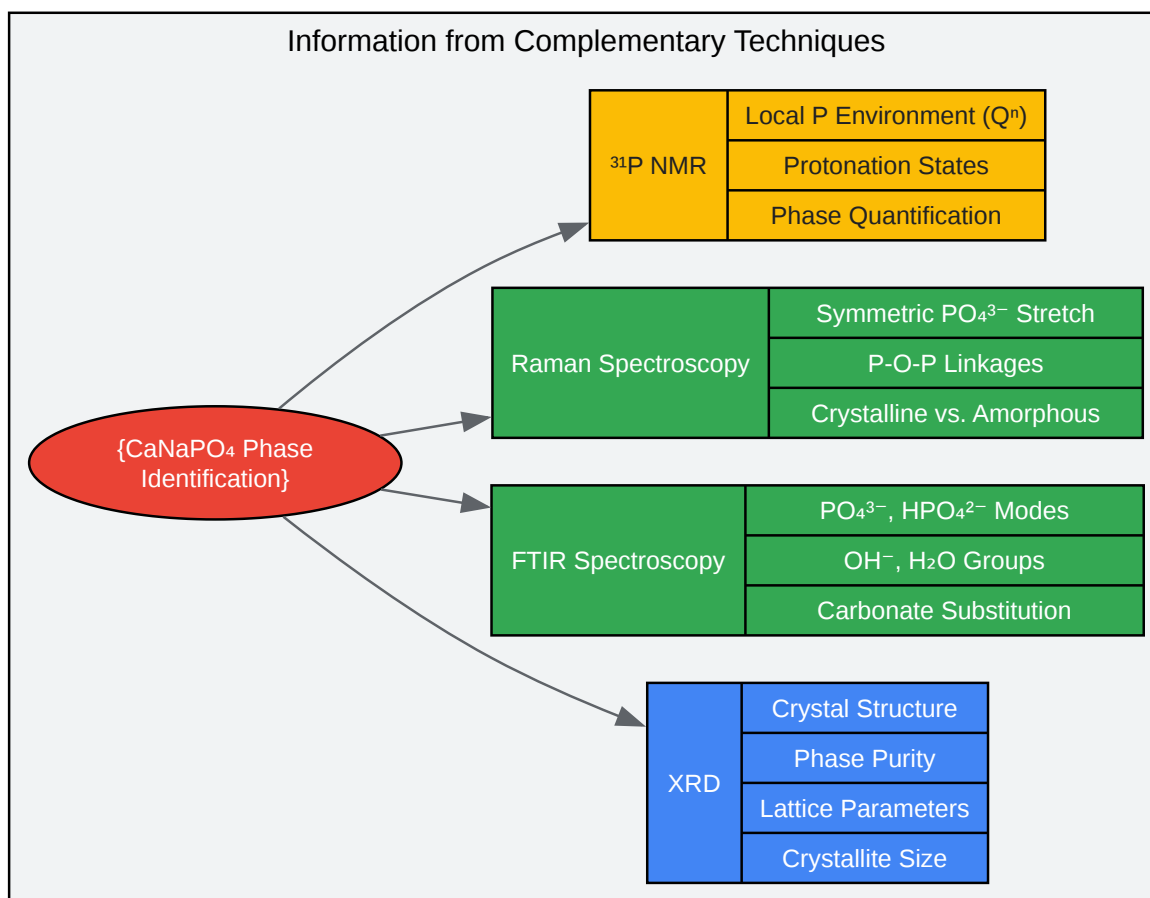 Information from Complementary Techniques
³¹P NMR
Local P Environment (Qⁿ)
Protonation States
Phase Quantification
Raman Spectroscopy
Symmetric PO₄³⁻ Stretch
P-O-P Linkages
Crystalline vs. Amorphous
{CaNaPO₄ Phase
Identification}
FTIR Spectroscopy
PO₄³⁻, HPO₄²⁻ Modes
OH⁻, H₂O Groups
Carbonate Substitution
XRD
Crystal Structure
Phase Purity
Lattice Parameters
Crystallite Size